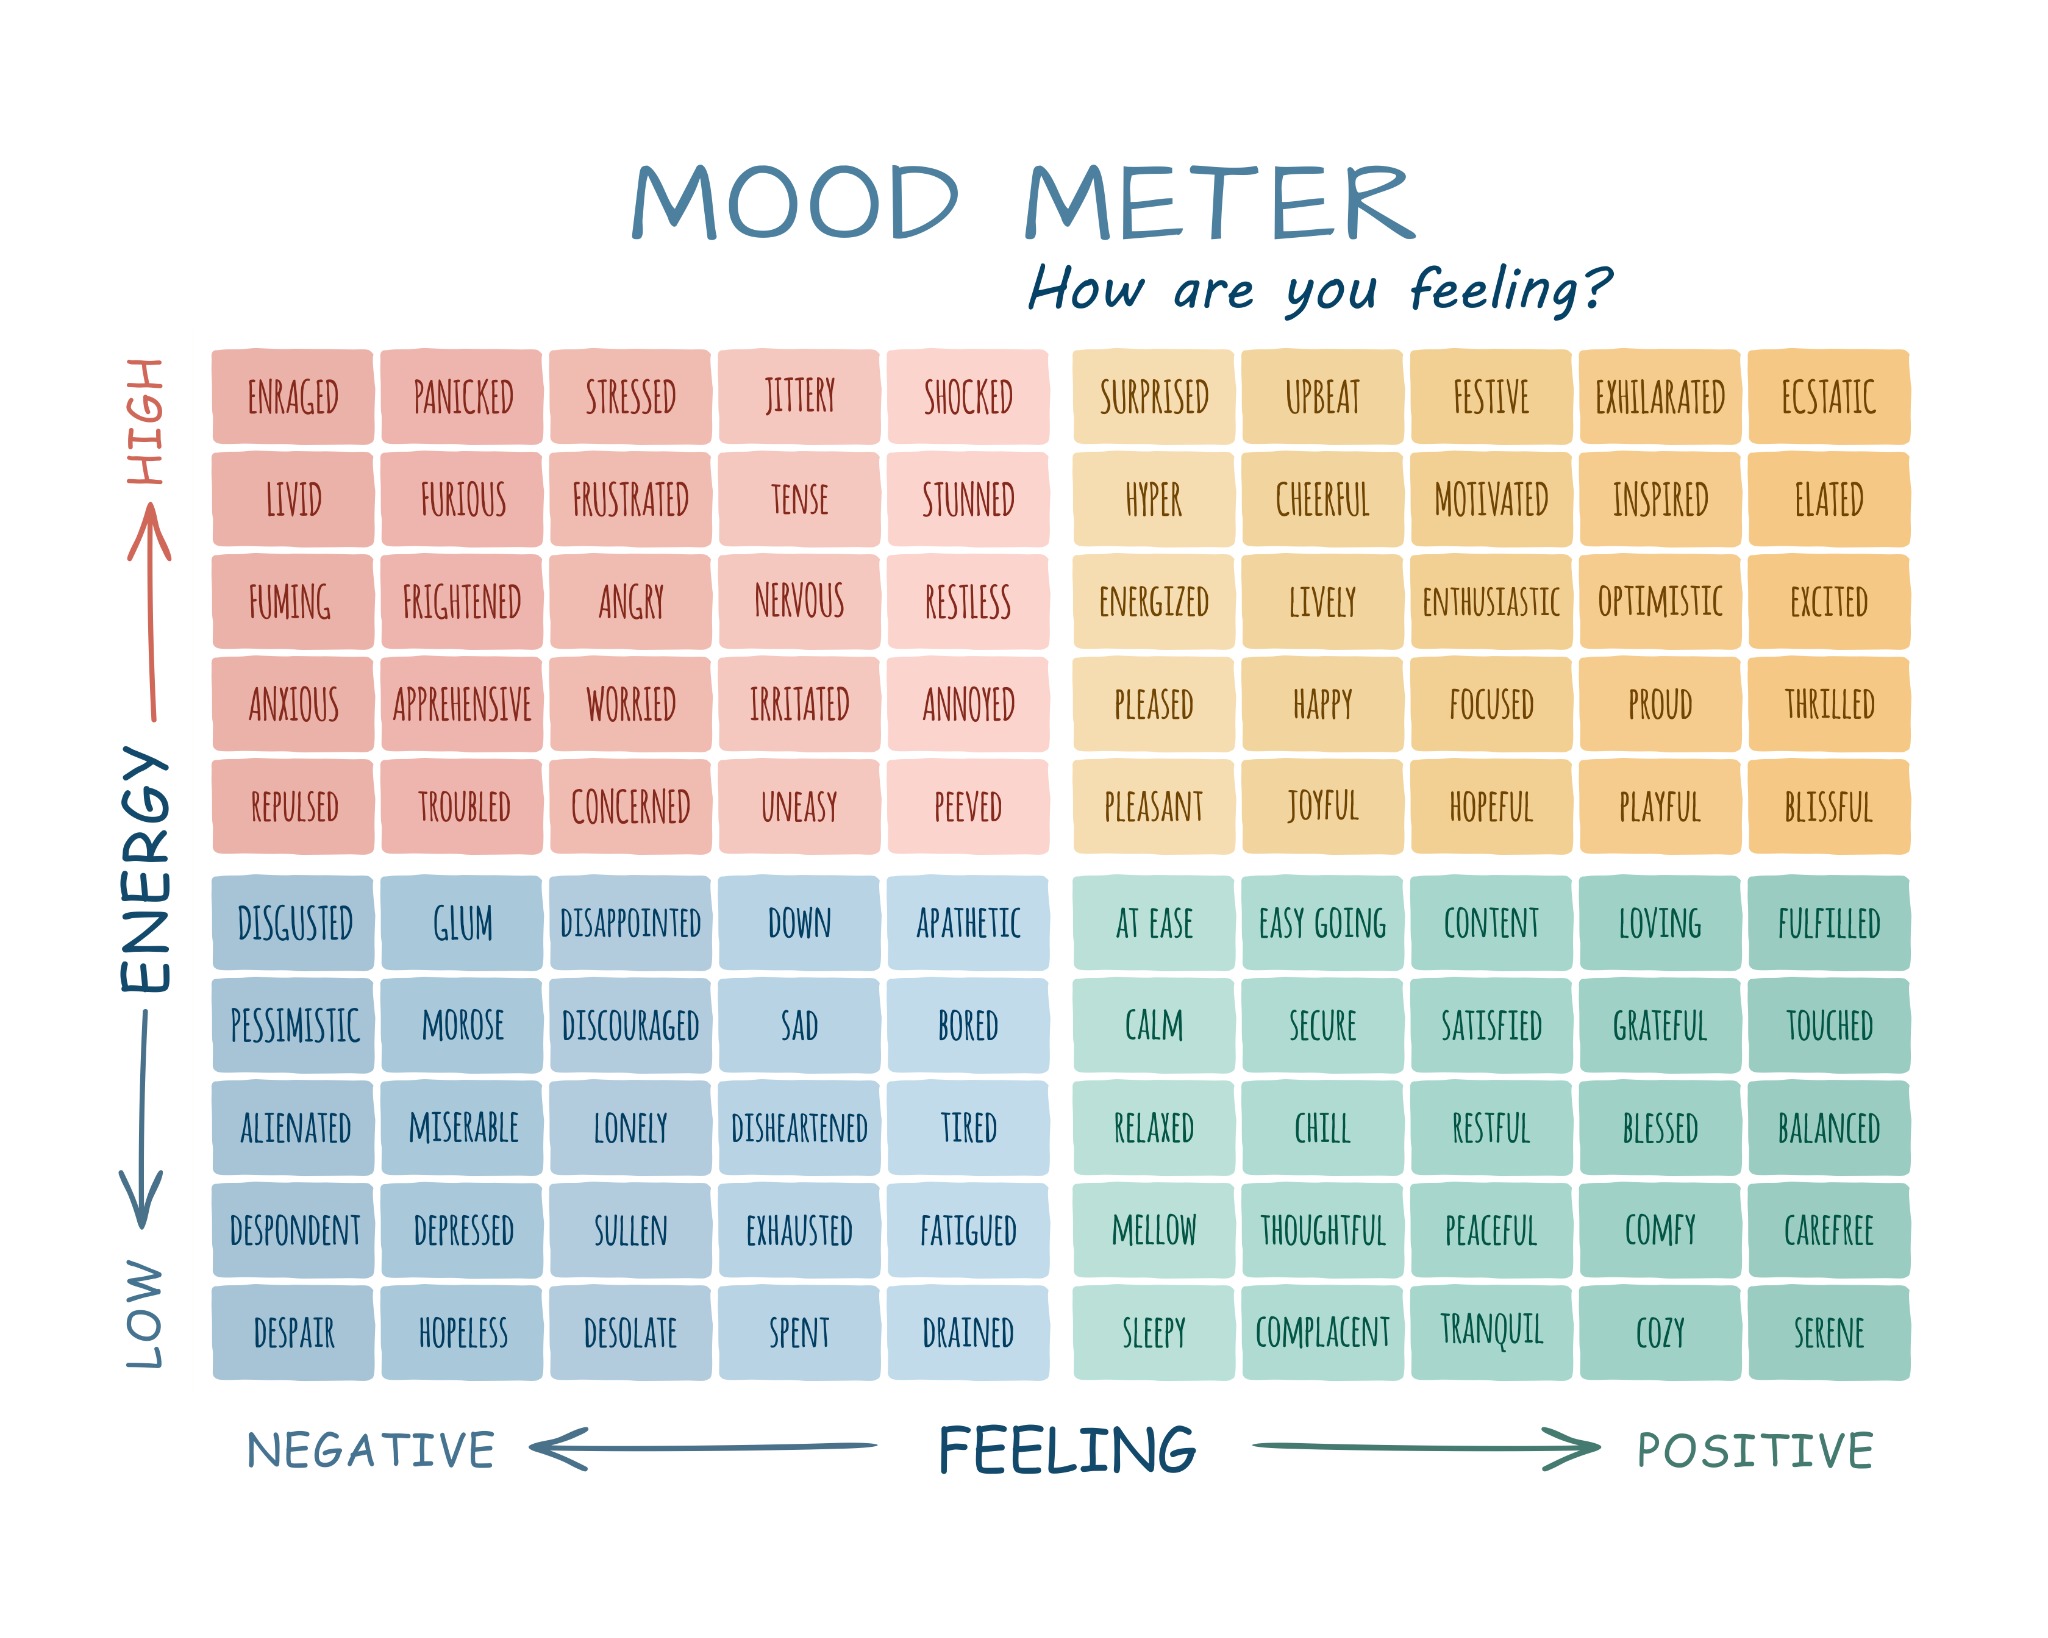 MOOD METER
How are you feeling?
HIGH
ENERGY
LOW
ENRAGED PANICKED STRESSED JITTERY SHOCKED SURPRISED UPBEAT FESTIVE EXHILARATED ECSTATIC
LIVID FURIOUS FRUSTRATED TENSE STUNNED HYPER CHEERFUL MOTIVATED INSPIRED ELATED
FUMING FRIGHTENED ANGRY NERVOUS RESTLESS ENERGIZED LIVELY ENTHUSIASTIC OPTIMISTIC EXCITED
ANXIOUS APPREHENSIVE WORRIED IRRITATED ANNOYED PLEASED HAPPY FOCUSED PROUD THRILLED
REPULSED TROUBLED CONCERNED UNEASY PEEVED PLEASANT JOYFUL HOPEFUL PLAYFUL BLISSFUL
DISGUSTED GLUM DISAPPOINTED DOWN APATHETIC AT EASE EASY GOING CONTENT LOVING FULFILLED
PESSIMISTIC MOROSE DISCOURAGED SAD BORED CALM SECURE SATISFIED GRATEFUL TOUCHED
ALIENATED MISERABLE LONELY DISHEARTENED TIRED RELAXED CHILL RESTFUL BLESSED BALANCED
DESPONDENT DEPRESSED SULLEN EXHAUSTED FATIGUED MELLOW THOUGHTFUL PEACEFUL COMFY CAREFREE
DESPAIR HOPELESS DESOLATE SPENT DRAINED SLEEPY COMPLACENT TRANQUIL COZY SERENE
NEGATIVE FEELING POSITIVE